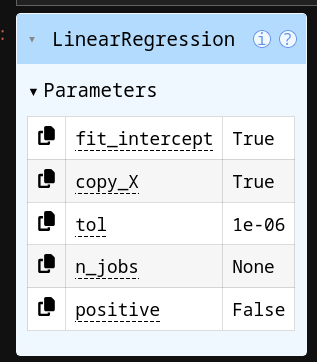 : ▾ LinearRegression i ?
▾ Parameters
fit_intercept True
copy_X True
tol 1e-06
n_jobs None
positive False